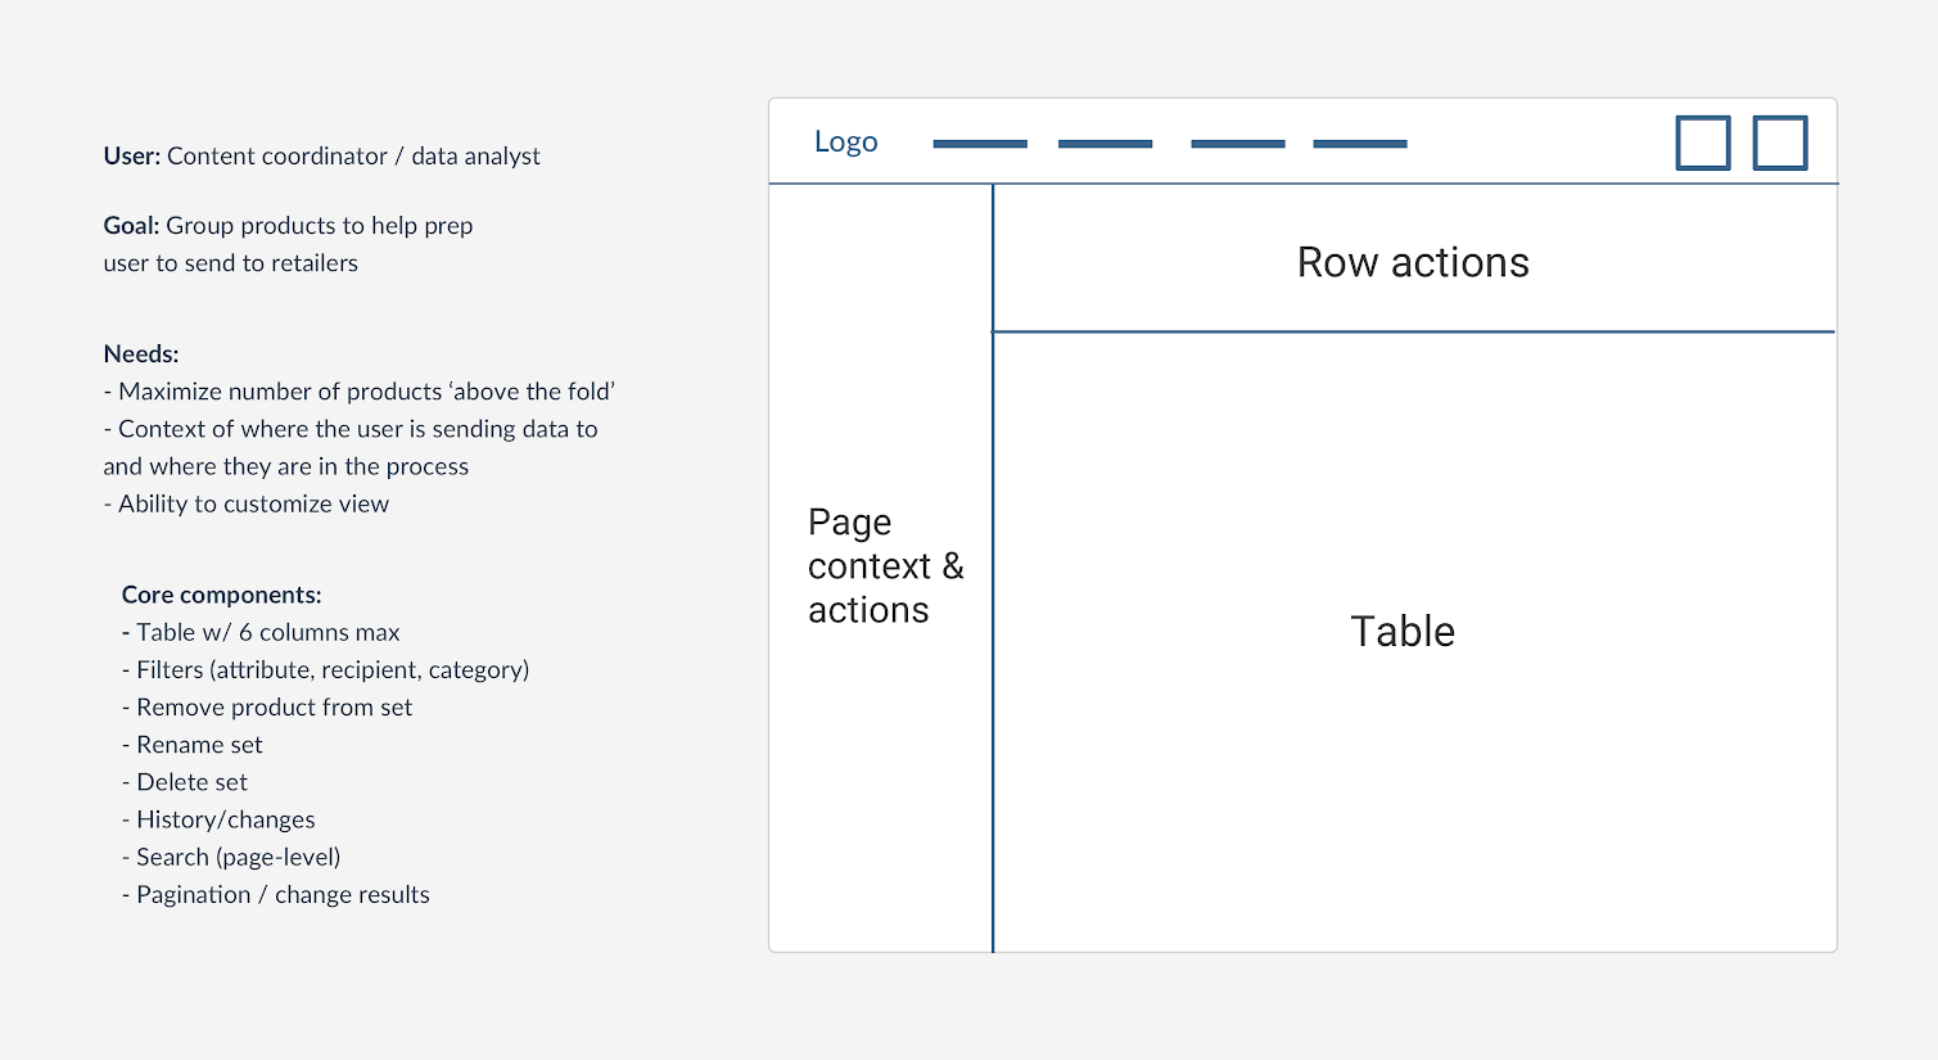 User: Content coordinator / data analyst
Goal: Group products to help prep
user to send to retailers
Needs:
- Maximize number of products ‘above the fold’
- Context of where the user is sending data to
and where they are in the process
- Ability to customize view
Core components:
- Table w/ 6 columns max
- Filters (attribute, recipient, category)
- Remove product from set
- Rename set
- Delete set
- History/changes
- Search (page-level)
- Pagination / change results
Logo
Row actions
Page
context &
actions
Table